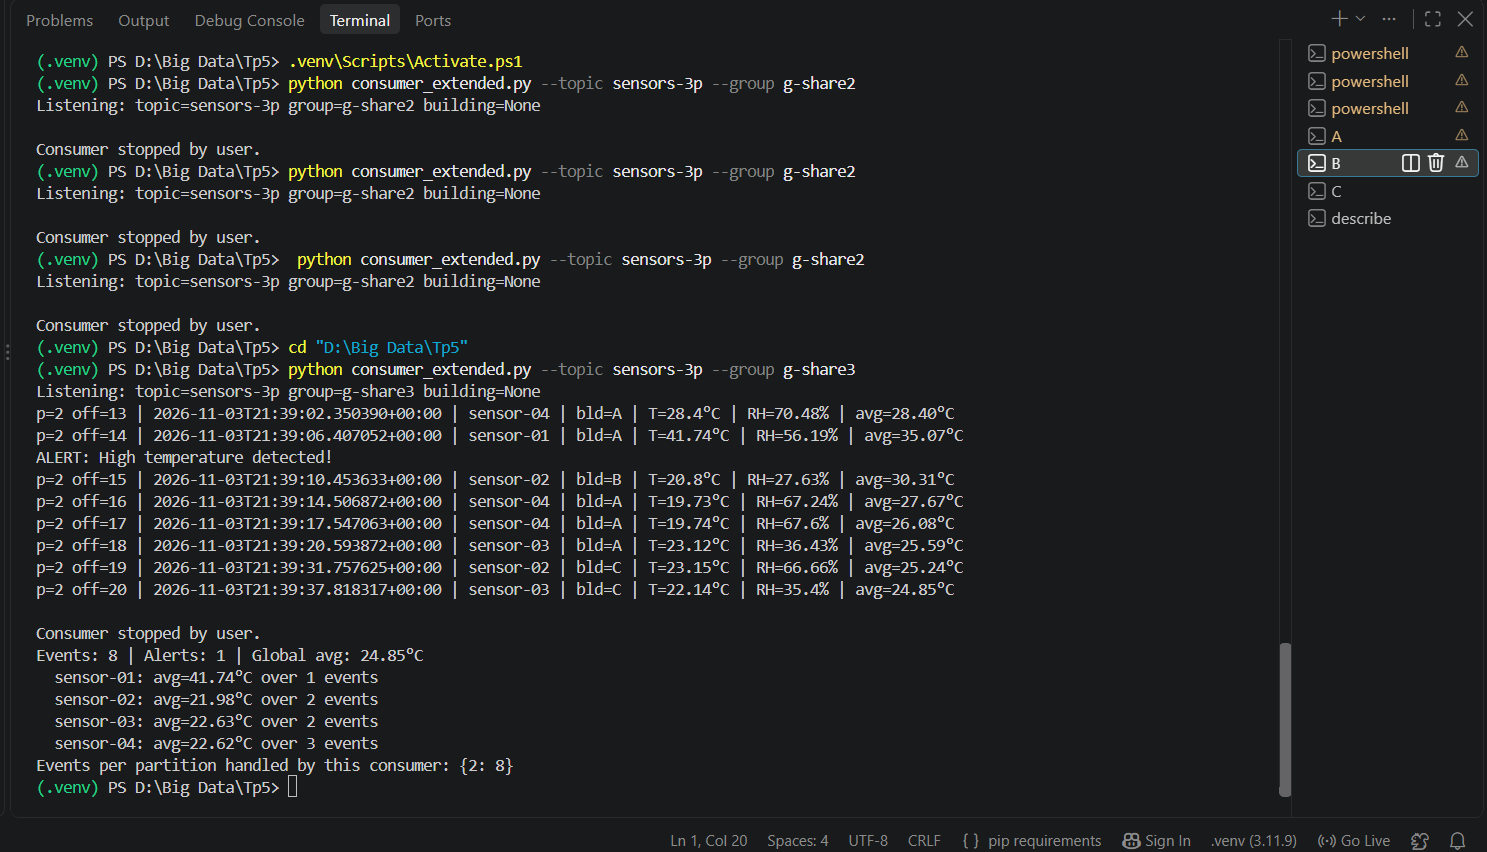 Problems Output Debug Console Terminal Ports
(.venv) PS D:\Big Data\Tp5> .venv\Scripts\Activate.ps1
(.venv) PS D:\Big Data\Tp5> python consumer_extended.py --topic sensors-3p --group g-share2
Listening: topic=sensors-3p group=g-share2 building=None
Consumer stopped by user.
(.venv) PS D:\Big Data\Tp5> python consumer_extended.py --topic sensors-3p --group g-share2
Listening: topic=sensors-3p group=g-share2 building=None
Consumer stopped by user.
(.venv) PS D:\Big Data\Tp5>  python consumer_extended.py --topic sensors-3p --group g-share2
Listening: topic=sensors-3p group=g-share2 building=None
Consumer stopped by user.
(.venv) PS D:\Big Data\Tp5> cd "D:\Big Data\Tp5"
(.venv) PS D:\Big Data\Tp5> python consumer_extended.py --topic sensors-3p --group g-share3
Listening: topic=sensors-3p group=g-share3 building=None
p=2 off=13 | 2026-11-03T21:39:02.350390+00:00 | sensor-04 | bld=A | T=28.4°C | RH=70.48% | avg=28.40°C
p=2 off=14 | 2026-11-03T21:39:06.407052+00:00 | sensor-01 | bld=A | T=41.74°C | RH=56.19% | avg=35.07°C
ALERT: High temperature detected!
p=2 off=15 | 2026-11-03T21:39:10.453633+00:00 | sensor-02 | bld=B | T=20.8°C | RH=27.63% | avg=30.31°C
p=2 off=16 | 2026-11-03T21:39:14.506872+00:00 | sensor-04 | bld=A | T=19.73°C | RH=67.24% | avg=27.67°C
p=2 off=17 | 2026-11-03T21:39:17.547063+00:00 | sensor-04 | bld=A | T=19.74°C | RH=67.6% | avg=26.08°C
p=2 off=18 | 2026-11-03T21:39:20.593872+00:00 | sensor-03 | bld=A | T=23.12°C | RH=36.43% | avg=25.59°C
p=2 off=19 | 2026-11-03T21:39:31.757625+00:00 | sensor-02 | bld=C | T=23.15°C | RH=66.66% | avg=25.24°C
p=2 off=20 | 2026-11-03T21:39:37.818317+00:00 | sensor-03 | bld=C | T=22.14°C | RH=35.4% | avg=24.85°C
Consumer stopped by user.
Events: 8 | Alerts: 1 | Global avg: 24.85°C
sensor-01: avg=41.74°C over 1 events
sensor-02: avg=21.98°C over 2 events
sensor-03: avg=22.63°C over 2 events
sensor-04: avg=22.62°C over 3 events
Events per partition handled by this consumer: {2: 8}
(.venv) PS D:\Big Data\Tp5>
powershell
powershell
powershell
A
B
C
describe
Ln 1, Col 20 Spaces: 4 UTF-8 CRLF { } pip requirements Sign In .venv (3.11.9) Go Live